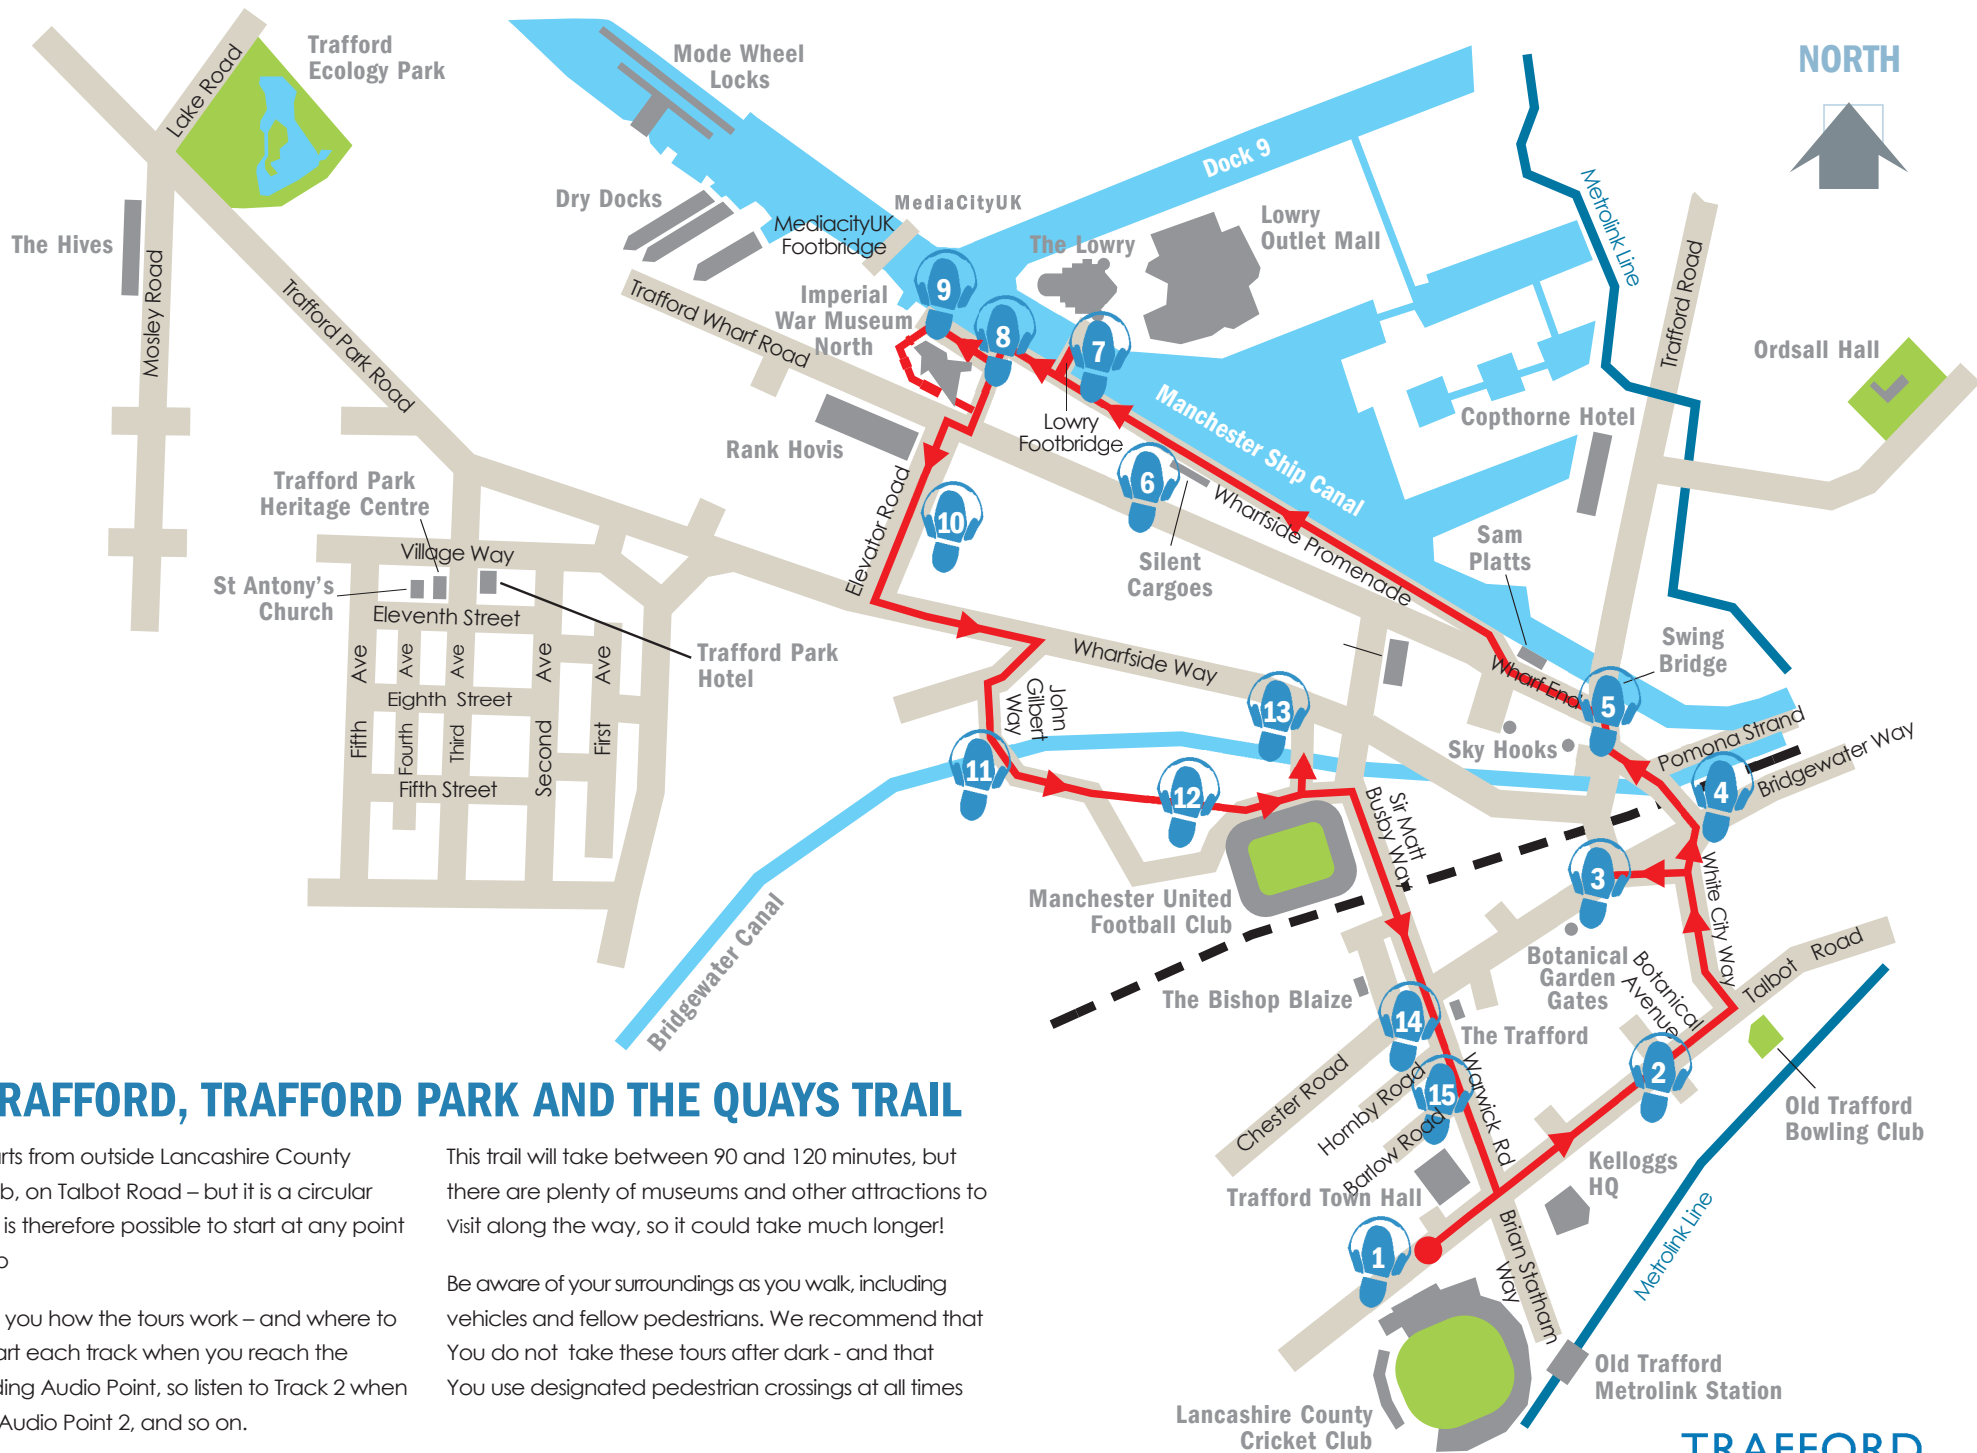 Trafford
Ecology Park
Lake Road
Mode Wheel
Locks
NORTH
Dock 9
Metrolink Line
Dry Docks
MediaCityUK
MediacityUK
Footbridge
The Lowry
Lowry
Outlet Mall
The Hives
Mosley Road
Trafford Park Road
Trafford Wharf Road
Imperial
War Museum
North
9
8
7
Trafford Road
Ordsall Hall
Manchester Ship Canal
Copthorne Hotel
Lowry
Footbridge
Rank Hovis
6
Wharfside Promenade
Silent
Cargoes
Elevator Road
10
Trafford Park
Heritage Centre
Village Way
St Antony's
Church
Eleventh Street
Trafford Park
Hotel
Fifth Ave
Fourth Ave
Third Ave
Second Ave
First Ave
Eighth Street
Fifth Street
Sam
Platts
Swing
Bridge
Wharf End
5
Sky Hooks
Pomona Strand
Bridgewater Way
4
Wharfside Way
John
Gilbert
Way
13
11
12
Sir Matt
Busby Way
3
White City Way
Manchester United
Football Club
Bridgewater Canal
Botanical
Garden
Gates
Botanical
Avenue
Talbot Road
The Bishop Blaize
14
The Trafford
2
Old Trafford
Bowling Club
Chester Road
Hornby Road
Barlow Road
15
Warwick Rd
Kelloggs
HQ
Trafford Town Hall
1
Brian Statham
Way
Metrolink Line
Old Trafford
Metrolink Station
Lancashire County
Cricket Club
RAFFORD, TRAFFORD PARK AND THE QUAYS TRAIL
arts from outside Lancashire County
b, on Talbot Road – but it is a circular
is therefore possible to start at any point
you how the tours work – and where to
art each track when you reach the
ding Audio Point, so listen to Track 2 when
Audio Point 2, and so on.
This trail will take between 90 and 120 minutes, but
there are plenty of museums and other attractions to
Visit along the way, so it could take much longer!
Be aware of your surroundings as you walk, including
vehicles and fellow pedestrians. We recommend that
You do not take these tours after dark - and that
You use designated pedestrian crossings at all times
TRAFFORD